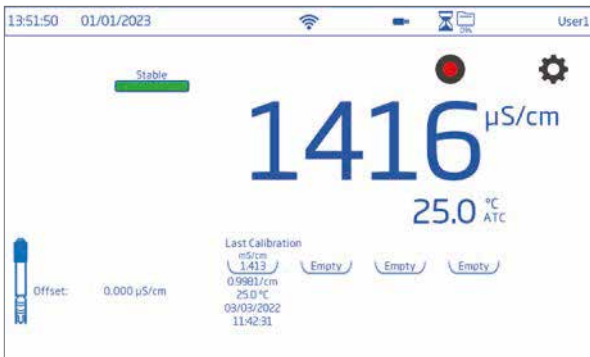 13:51:50 01/01/2023 0% User1
Stable
1416 µS/cm
25.0 °C
ATC
Last Calibration
mS/cm
1.413 Empty Empty Empty
0.9981/cm
Offset: 0.000 µS/cm
25.0 °C
03/03/2022
11:42:31